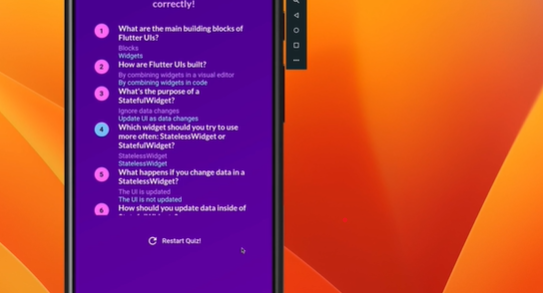 correctly!
1 What are the main building blocks of
Flutter UIs?
Blocks
Widgets
2 How are Flutter UIs built?
By combining widgets in a visual editor
By combining widgets in code
3 What's the purpose of a
StatefulWidget?
Ignore data changes
Update UI as data changes
4 Which widget should you try to use
more often: StatelessWidget or
StatefulWidget?
StatelessWidget
StatelessWidget
5 What happens if you change data in a
StatelessWidget?
The UI is updated
The UI is not updated
6 How should you update data inside of
Restart Quiz!